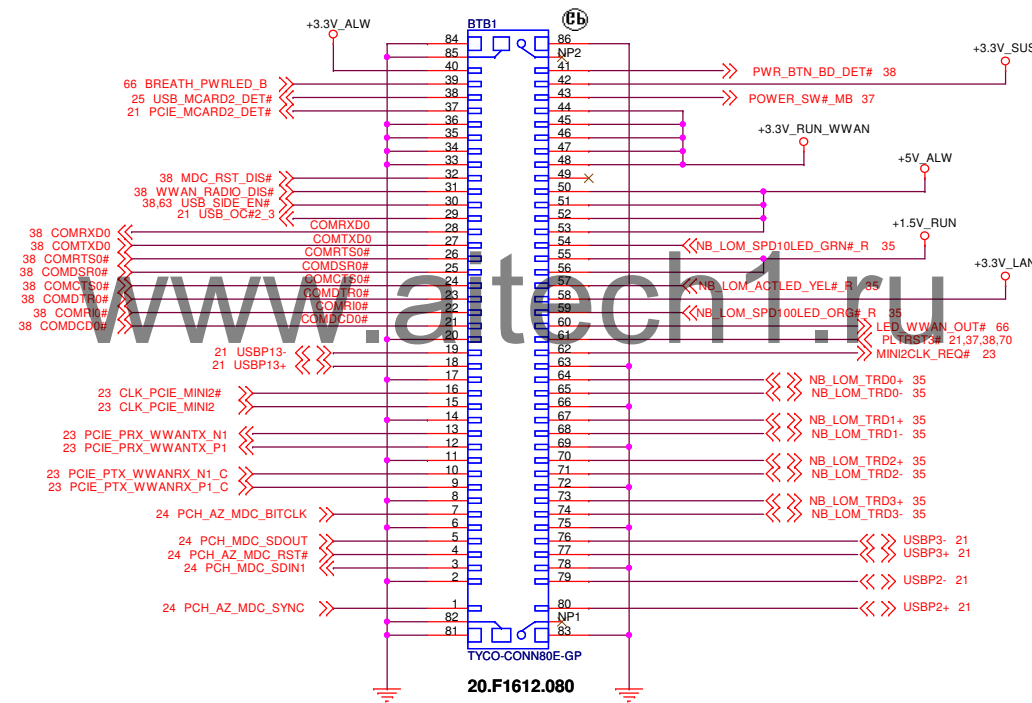 +3.3V_ALW
BTB1
86
NP2
+3.3V_SUS
84
85
40
39
38
37
36
35
34
33
32
31
30
29
28
27
26
25
24
23
22
21
20
19
18
17
16
15
14
13
12
11
10
9
8
7
6
5
4
3
2
1
82
81
66 BREATH_PWRLED_B
25 USB_MCARD2_DET#
21 PCIE_MCARD2_DET#
38 MDC_RST_DIS#
38 WWAN_RADIO_DIS#
38,63 USB_SIDE_EN#
21 USB_OC#2_3
38 COMRXD0 COMRXD0
38 COMTXD0 COMTXD0
38 COMRTS0# COMRTS0#
38 COMDSR0# COMDSR0#
38 COMCTS0# COMCTS0#
38 COMDTR0# COMDTR0#
38 COMRI0# COMRI0#
38 COMDCD0# COMDCD0#
21 USBP13-
21 USBP13+
23 CLK_PCIE_MINI2#
23 CLK_PCIE_MINI2
23 PCIE_PRX_WWANTX_N1
23 PCIE_PRX_WWANTX_P1
23 PCIE_PTX_WWANRX_N1_C
23 PCIE_PTX_WWANRX_P1_C
24 PCH_AZ_MDC_BITCLK
24 PCH_MDC_SDOUT
24 PCH_AZ_MDC_RST#
24 PCH_MDC_SDIN1
24 PCH_AZ_MDC_SYNC
41
42
43
44
45
46
47
48
49
50
51
52
53
54
55
56
57
58
59
60
61
62
63
64
65
66
67
68
69
70
71
72
73
74
75
76
77
78
79
80
NP1
83
PWR_BTN_BD_DET# 38
POWER_SW#_MB 37
+3.3V_RUN_WWAN
+5V_ALW
+1.5V_RUN
NB_LOM_SPD10LED_GRN#_R 35
+3.3V_LAN
NB_LOM_ACTLED_YEL#_R 35
NB_LOM_SPD100LED_ORG#_R 35
LED_WWAN_OUT# 66
PLTRST3# 21,37,38,70
MINI2CLK_REQ# 23
NB_LOM_TRD0+ 35
NB_LOM_TRD0- 35
NB_LOM_TRD1+ 35
NB_LOM_TRD1- 35
NB_LOM_TRD2+ 35
NB_LOM_TRD2- 35
NB_LOM_TRD3+ 35
NB_LOM_TRD3- 35
USBP3- 21
USBP3+ 21
USBP2- 21
USBP2+ 21
www.aitech1.ru
TYCO-CONN80E-GP
20.F1612.080